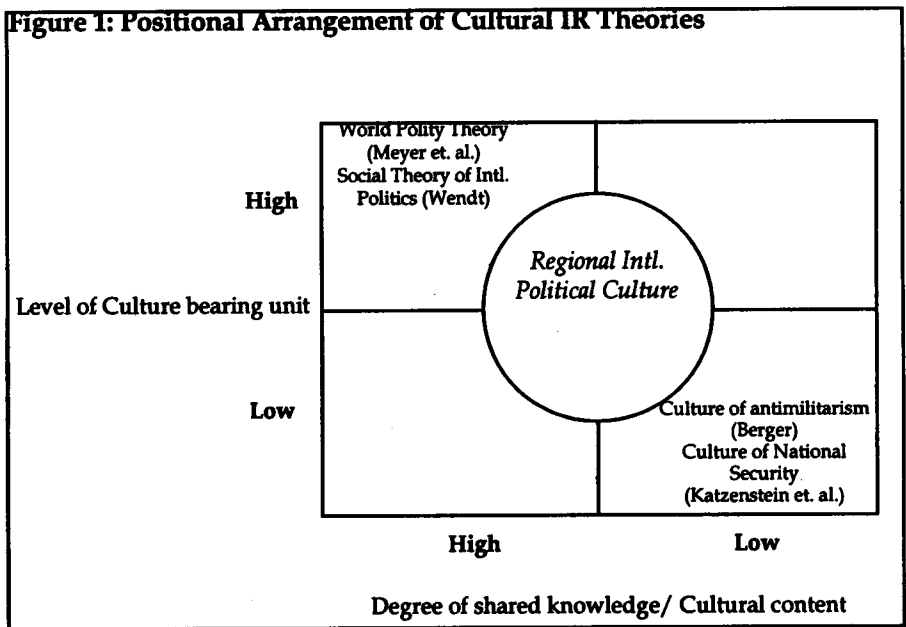 Figure 1: Positional Arrangement of Cultural IR Theories
World Polity Theory
(Meyer et. al.)
Social Theory of Intl.
Politics (Wendt)
High
Regional Intl.
Political Culture
Level of Culture bearing unit
Low
Culture of antimilitarism
(Berger)
Culture of National
Security
(Katzenstein et. al.)
High
Low
Degree of shared knowledge/ Cultural content